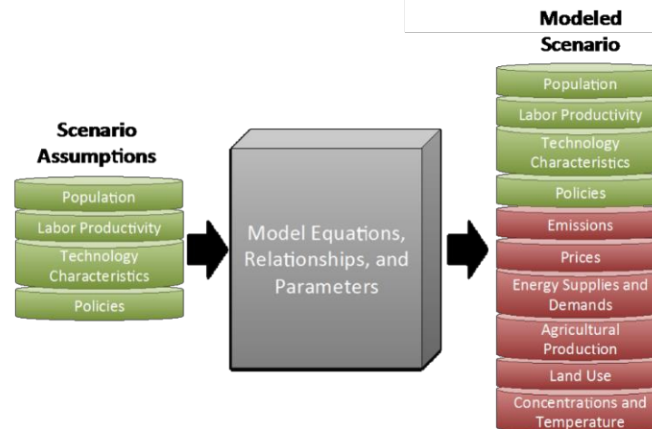 Scenario
Assumptions
Population
Labor Productivity
Technology
Characteristics
Policies
Model Equations,
Relationships, and
Parameters
Modeled
Scenario
Population
Labor Productivity
Technology
Characteristics
Policies
Emissions
Prices
Energy Supplies and
Demands
Agricultural
Production
Land Use
Concentrations and
Temperature